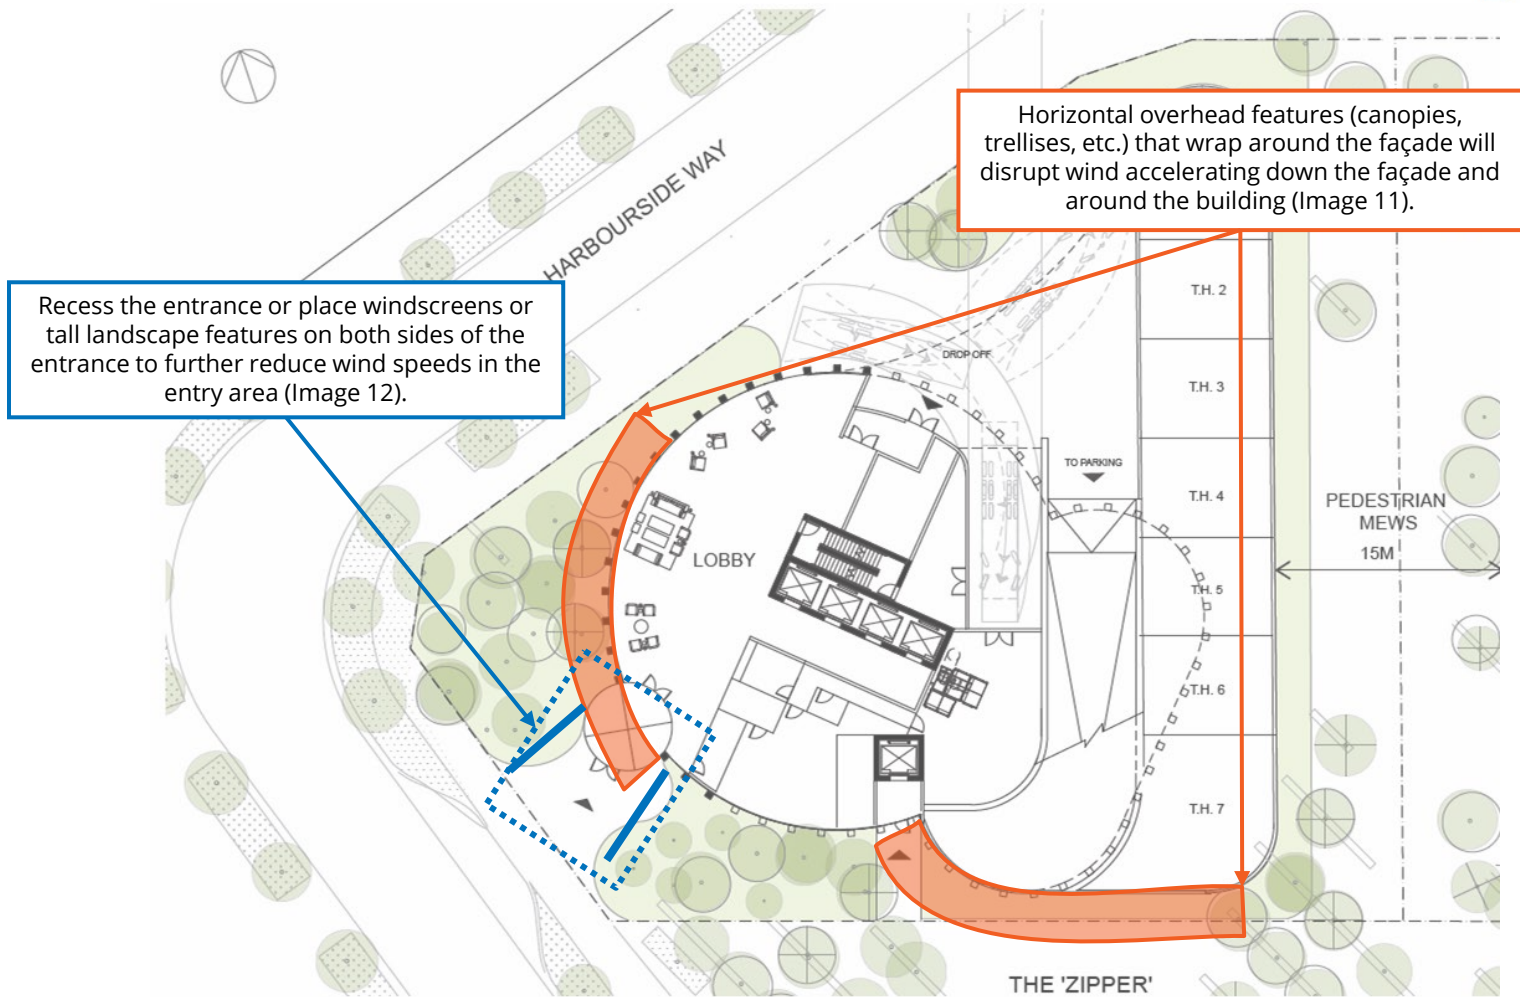 Horizontal overhead features (canopies,
trellises, etc.) that wrap around the façade will
disrupt wind accelerating down the façade and
around the building (Image 11).
HARBOURSIDE WAY
Recess the entrance or place windscreens or
tall landscape features on both sides of the
entrance to further reduce wind speeds in the
entry area (Image 12).
T.H. 2
DROP OFF
T.H. 3
TO PARKING
T.H. 4
PEDESTRIAN
MEWS
15M
LOBBY
T.H. 5
T.H. 6
T.H. 7
THE 'ZIPPER'